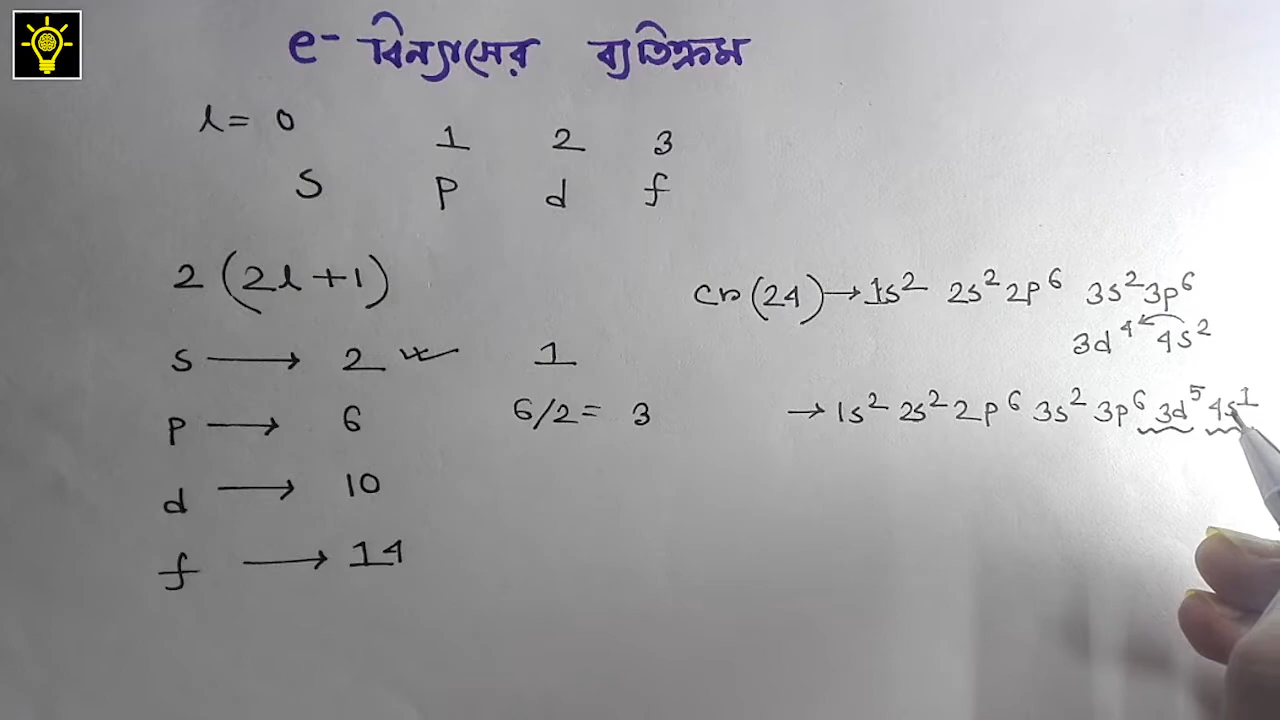 e- বিন্যাসের ব্যতিক্রম
l = 0 1 2 3
s p d f
2 (2l+1)
s → 2 1
p → 6 6/2 = 3
d → 10
f → 14
Cr (24) → 1s² 2s² 2p⁶ 3s² 3p⁶
3d⁴ 4s²
→ 1s² 2s² 2p⁶ 3s² 3p⁶ 3d⁵ 4s¹